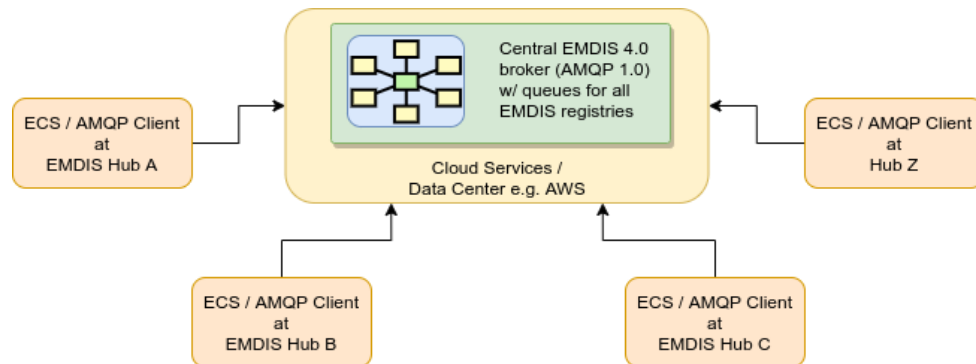 Central EMDIS 4.0
broker (AMQP 1.0)
w/ queues for all
EMDIS registries
Cloud Services /
Data Center e.g. AWS
ECS / AMQP Client
at
EMDIS Hub A
ECS / AMQP Client
at
Hub Z
ECS / AMQP Client
at
EMDIS Hub B
ECS / AMQP Client
at
EMDIS Hub C